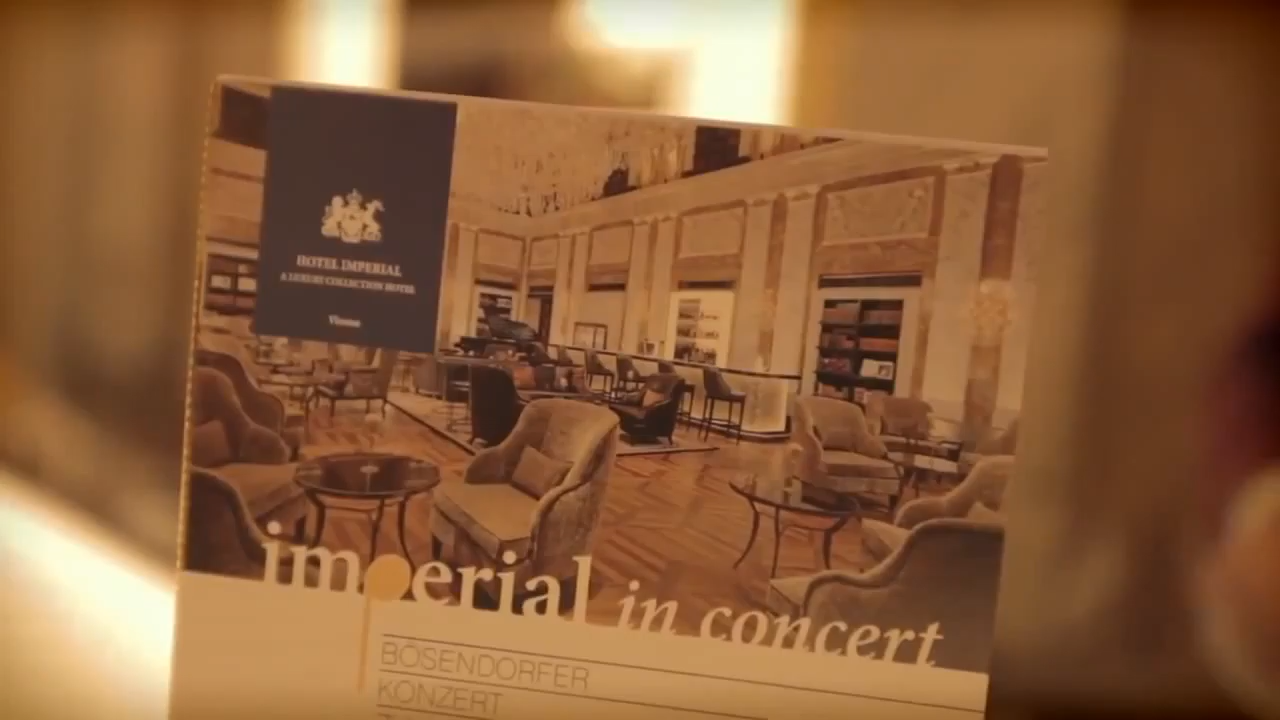 HOTEL IMPERIAL
A LUXURY COLLECTION HOTEL
Vienna
imperial in concert
BÖSENDORFER
KONZERT